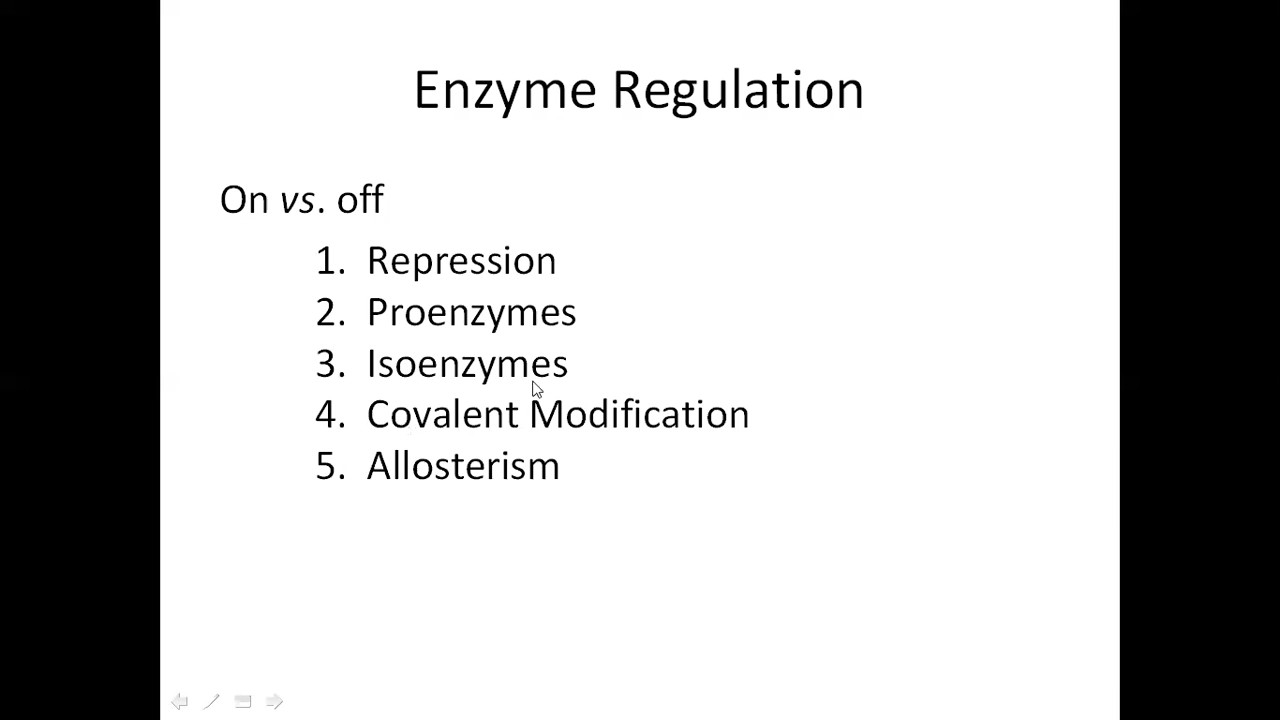 Enzyme Regulation
On vs. off
1. Repression
2. Proenzymes
3. Isoenzymes
4. Covalent Modification
5. Allosterism